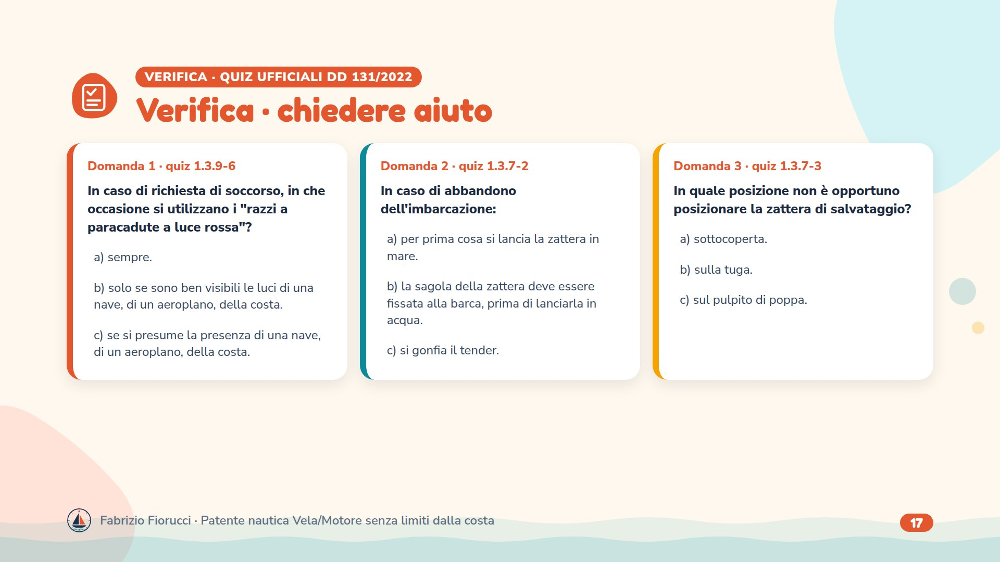 VERIFICA · QUIZ UFFICIALI DD 131/2022
Verifica · chiedere aiuto
Domanda 1 · quiz 1.3.9-6
In caso di richiesta di soccorso, in che
occasione si utilizzano i "razzi a
paracadute a luce rossa"?
a) sempre.
b) solo se sono ben visibili le luci di una
nave, di un aeroplano, della costa.
c) se si presume la presenza di una nave,
di un aeroplano, della costa.
Domanda 2 · quiz 1.3.7-2
In caso di abbandono
dell'imbarcazione:
a) per prima cosa si lancia la zattera in
mare.
b) la sagola della zattera deve essere
fissata alla barca, prima di lanciarla in
acqua.
c) si gonfia il tender.
Domanda 3 · quiz 1.3.7-3
In quale posizione non è opportuno
posizionare la zattera di salvataggio?
a) sottocoperta.
b) sulla tuga.
c) sul pulpito di poppa.
Fabrizio Fiorucci · Patente nautica Vela/Motore senza limiti dalla costa
17